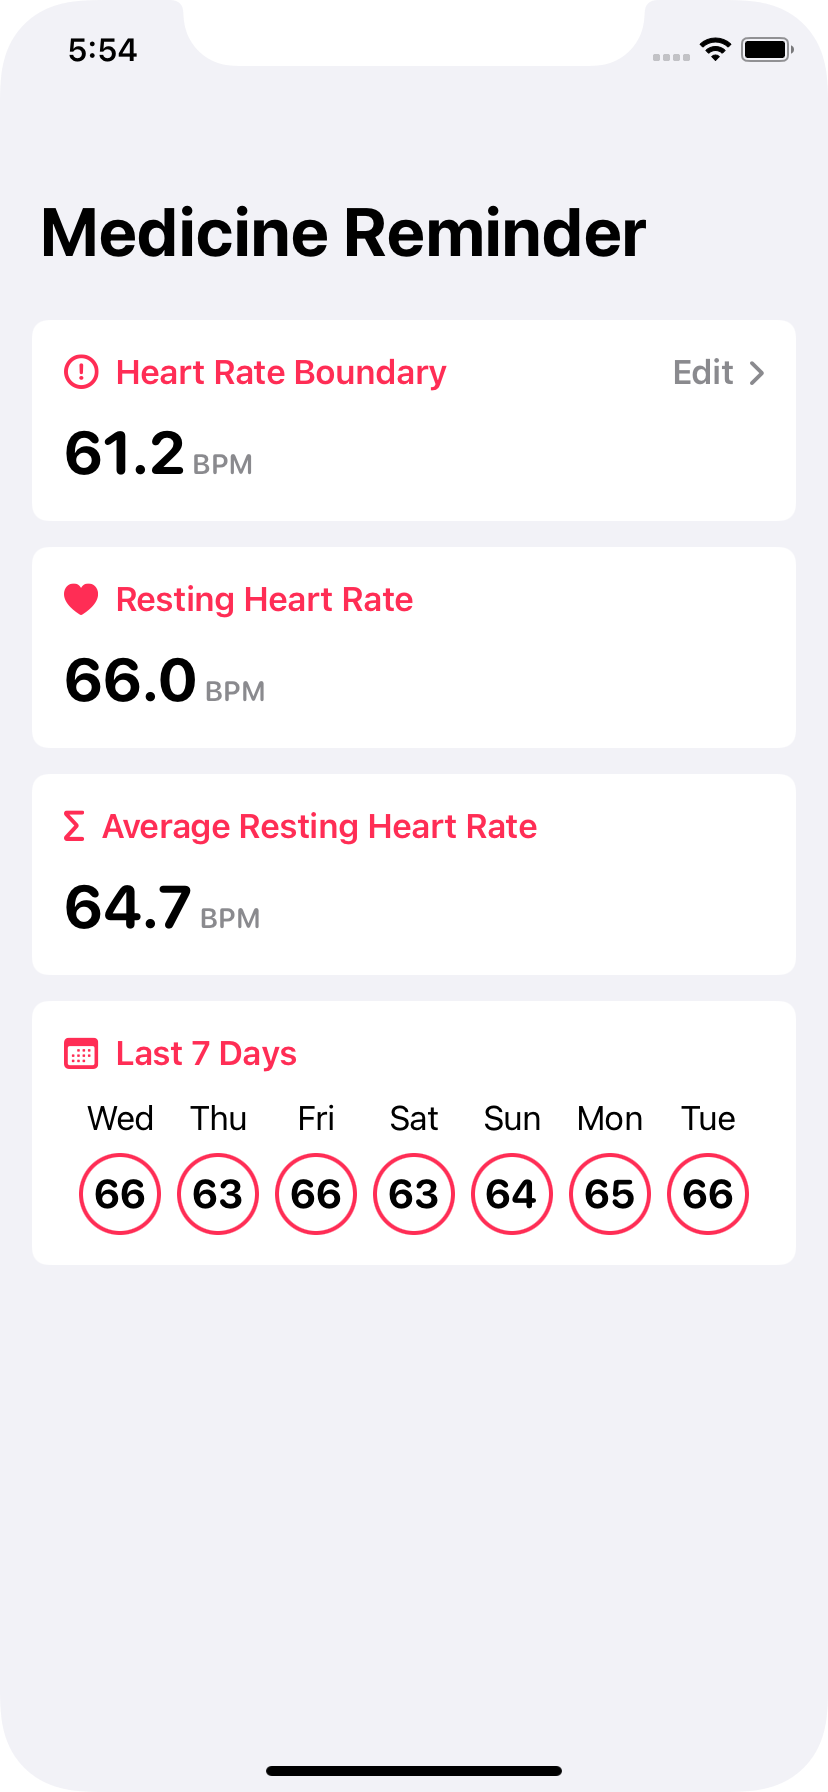 5:54
Medicine Reminder
Heart Rate Boundary Edit
61.2 BPM
Resting Heart Rate
66.0 BPM
Average Resting Heart Rate
64.7 BPM
Last 7 Days
Wed Thu Fri Sat Sun Mon Tue
66 63 66 63 64 65 66